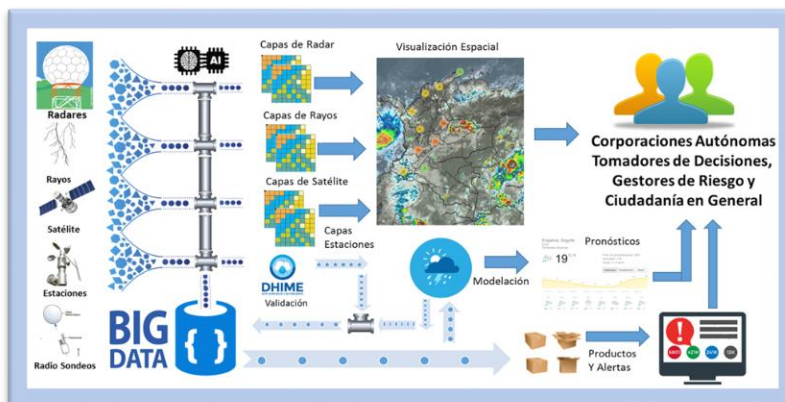 Radares
Rayos
Satélite
Estaciones
Radio Sondeos
AI
BIG
DATA
{ }
Capas de Radar
Capas de Rayos
Capas de Satélite
Capas
Estaciones
DHIME
Validación
Visualización Espacial
Modelación
Pronósticos
19
Productos
Y Alertas
Corporaciones Autónomas
Tomadores de Decisiones,
Gestores de Riesgo y
Ciudadanía en General